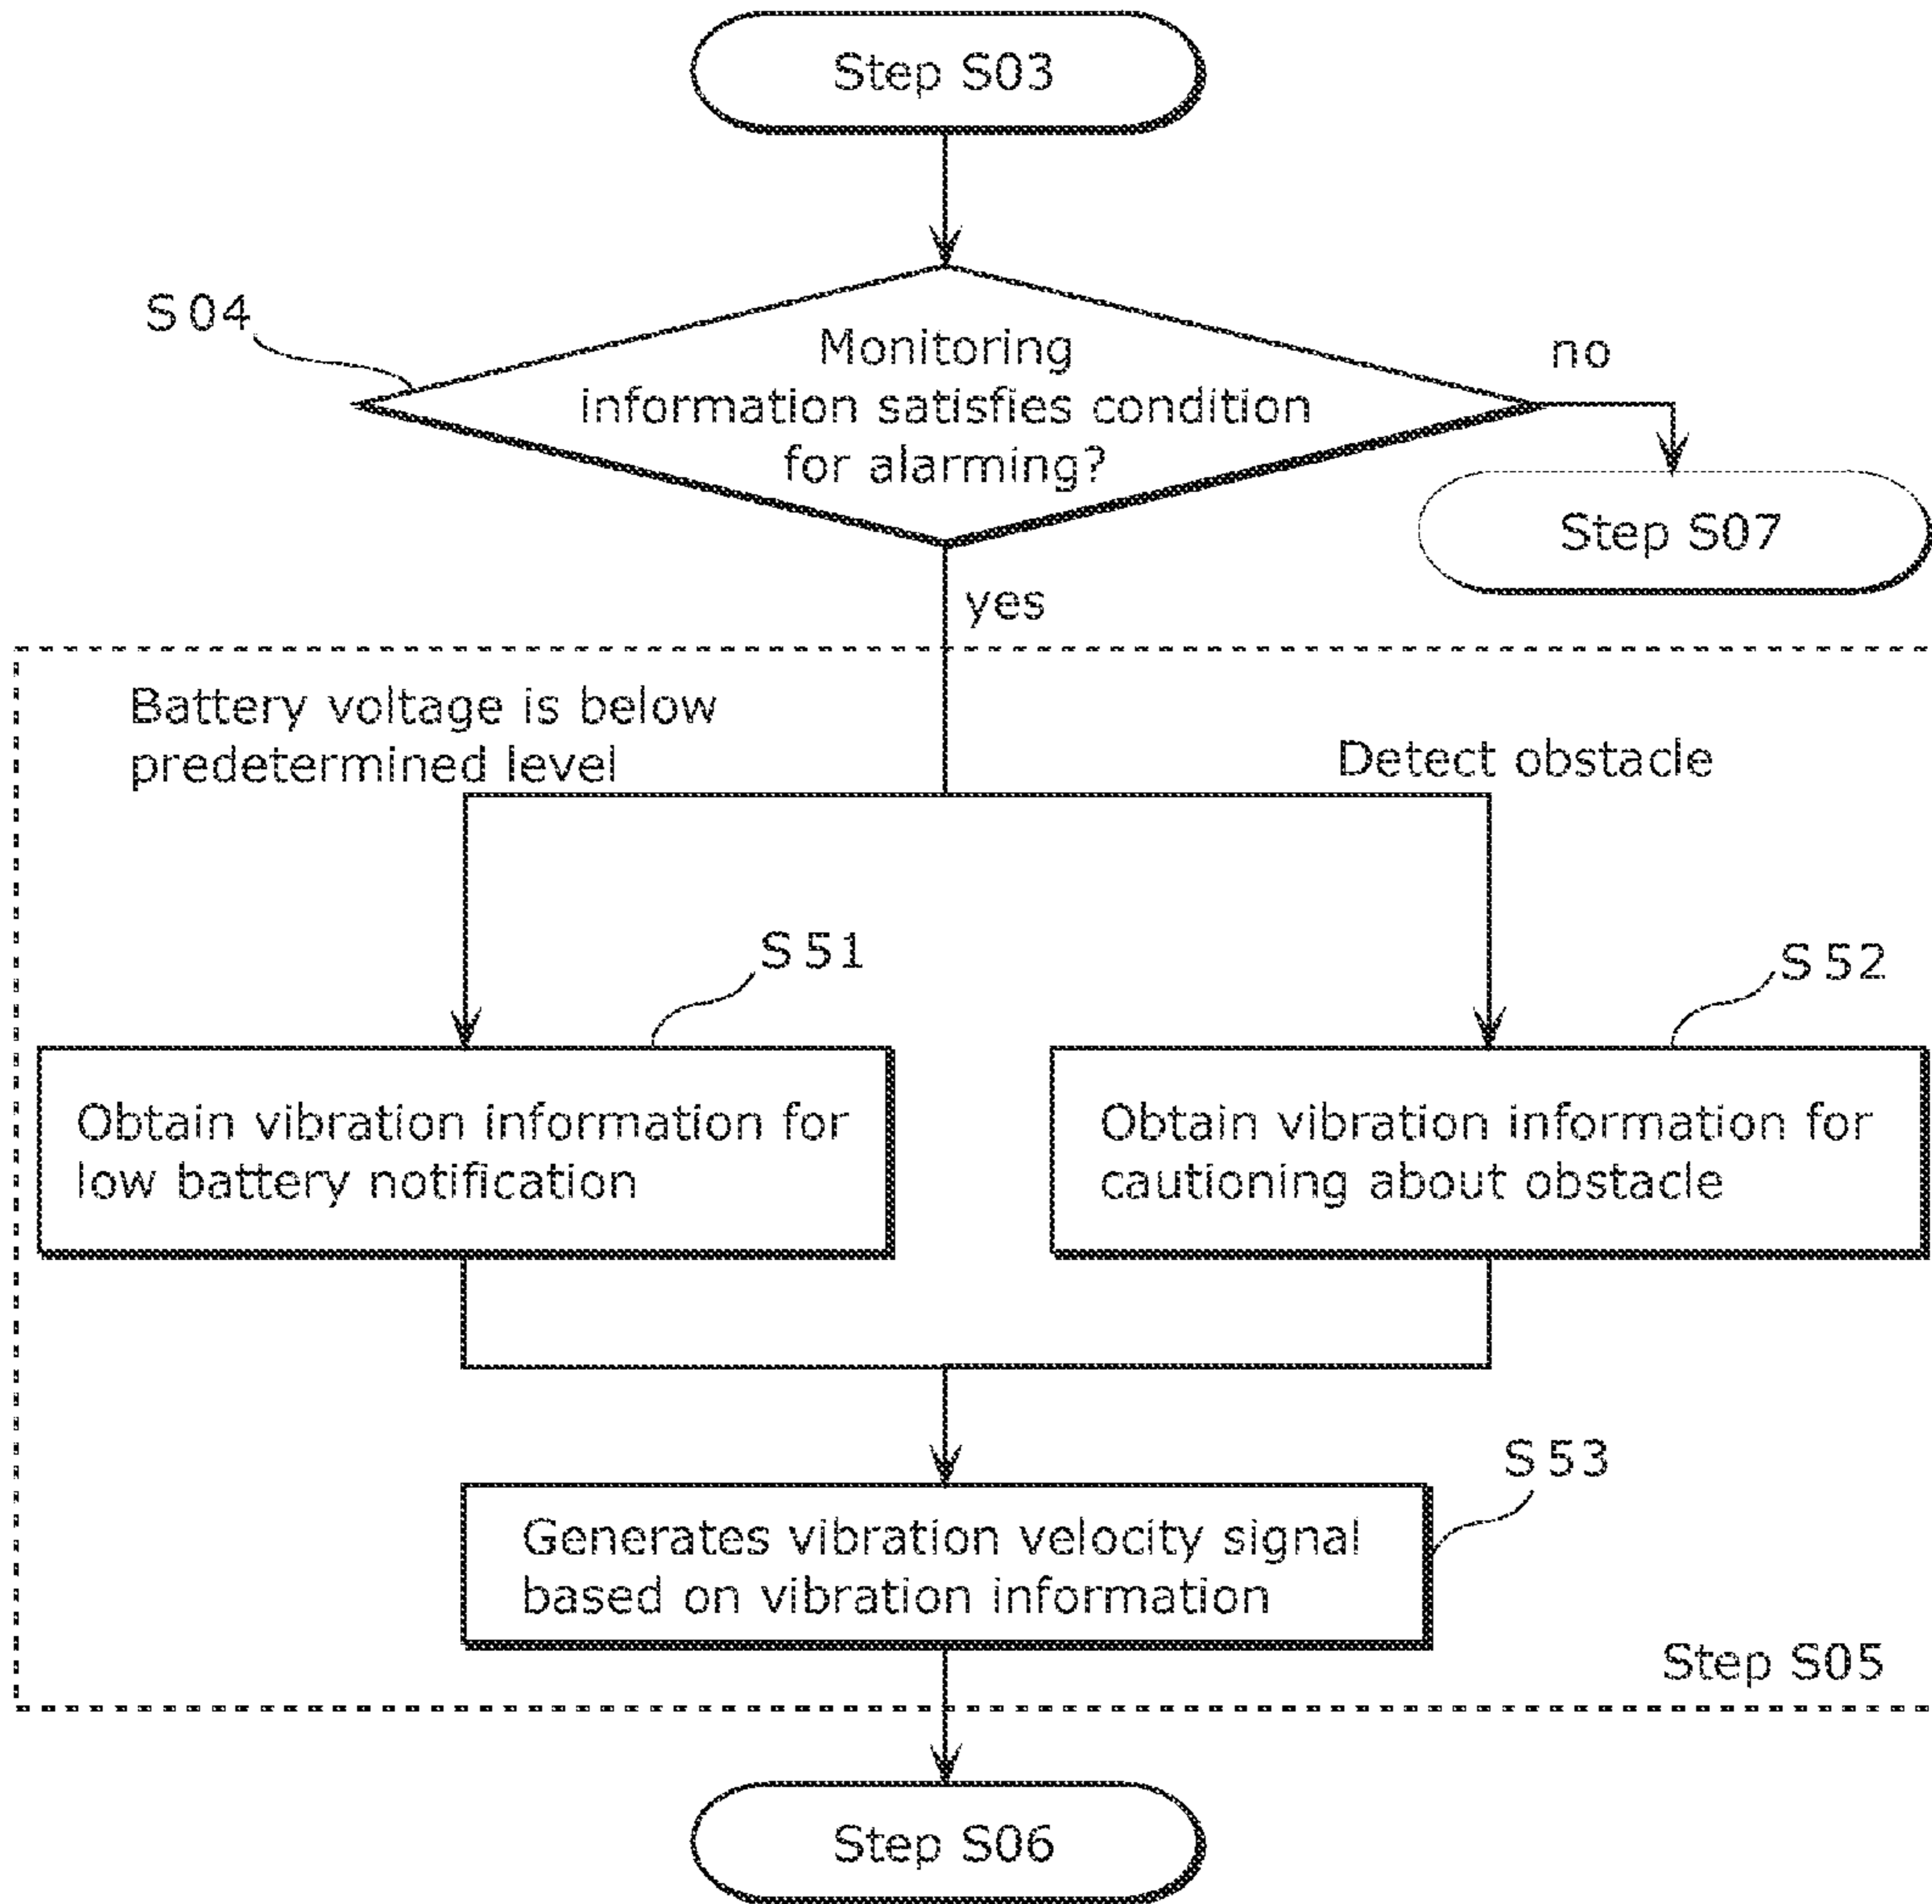 Step S03
S04
Monitoring
information satisfies condition
for alarming?
no
Step S07
yes
Battery voltage is below
predetermined level
Detect obstacle
S51
S52
Obtain vibration information for
low battery notification
Obtain vibration information for
cautioning about obstacle
S53
Generates vibration velocity signal
based on vibration information
Step S05
Step S06